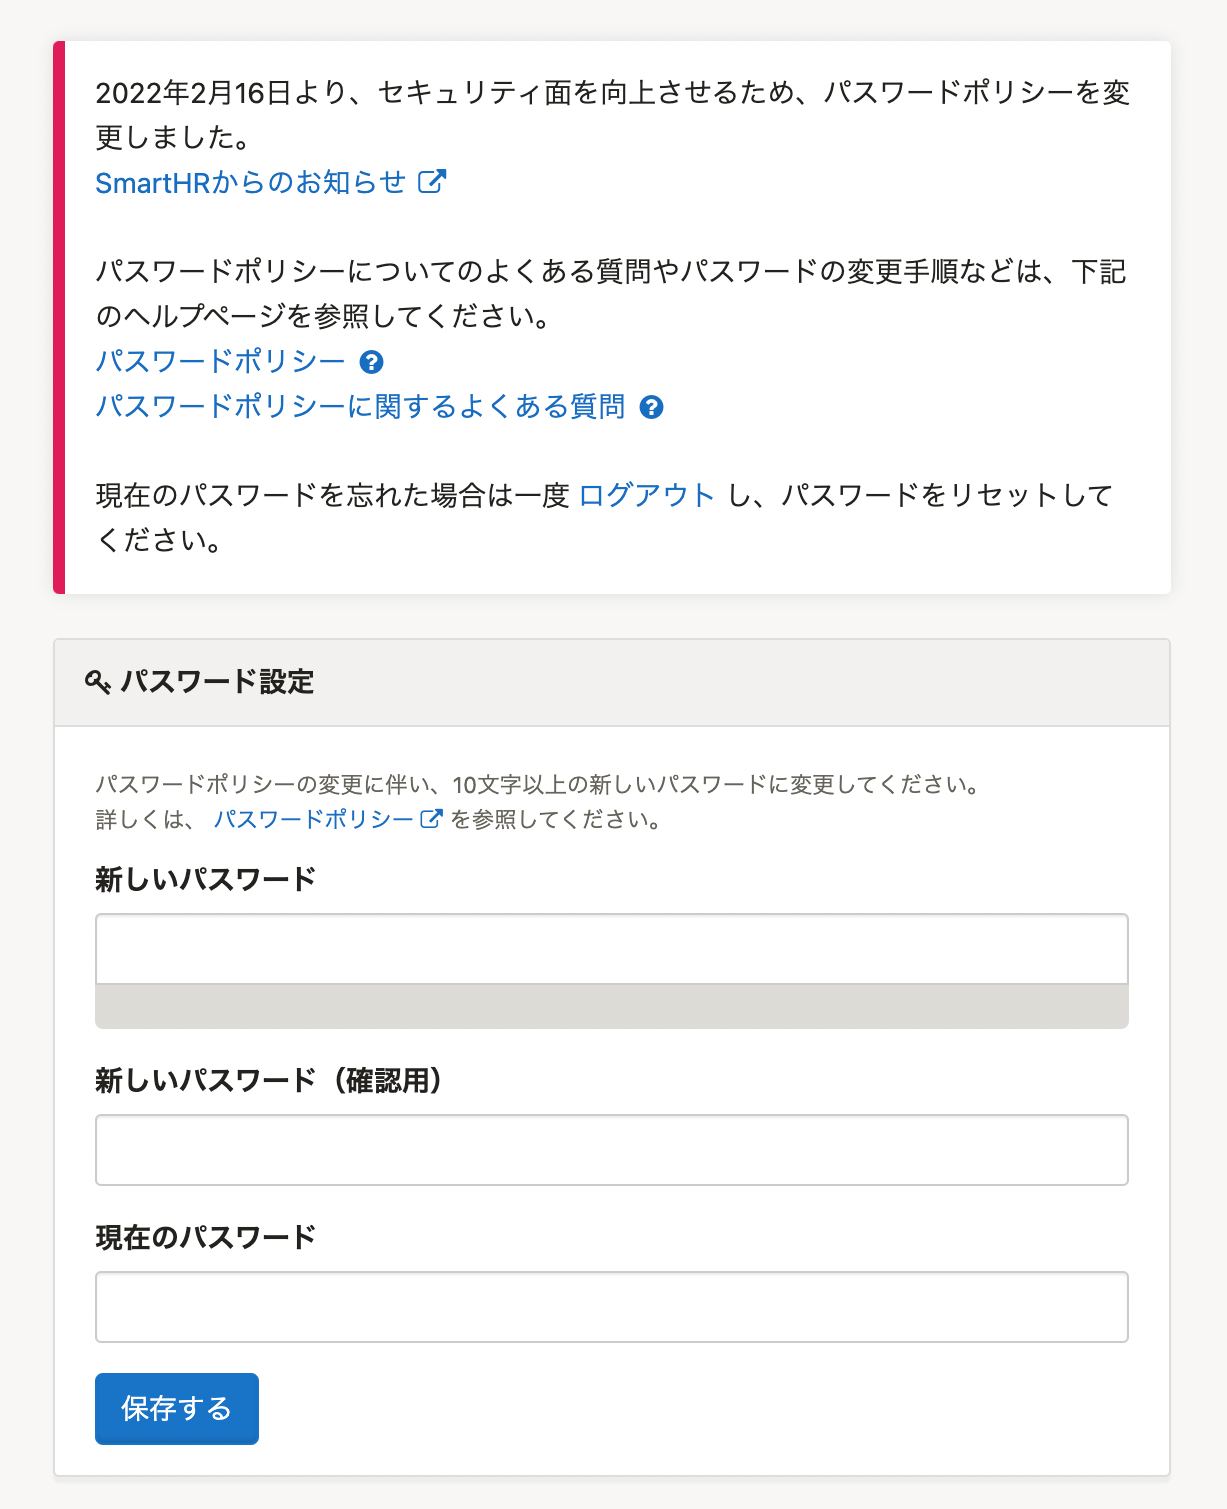 2022年2月16日より、セキュリティ面を向上させるため、パスワードポリシーを変
更しました。
SmartHRからのお知らせ
パスワードポリシーについてのよくある質問やパスワードの変更手順などは、下記
のヘルプページを参照してください。
パスワードポリシー
パスワードポリシーに関するよくある質問
現在のパスワードを忘れた場合は一度 ログアウト し、パスワードをリセットして
ください。
パスワード設定
パスワードポリシーの変更に伴い、10文字以上の新しいパスワードに変更してください。
詳しくは、 パスワードポリシー を参照してください。
新しいパスワード
新しいパスワード（確認用）
現在のパスワード
保存する